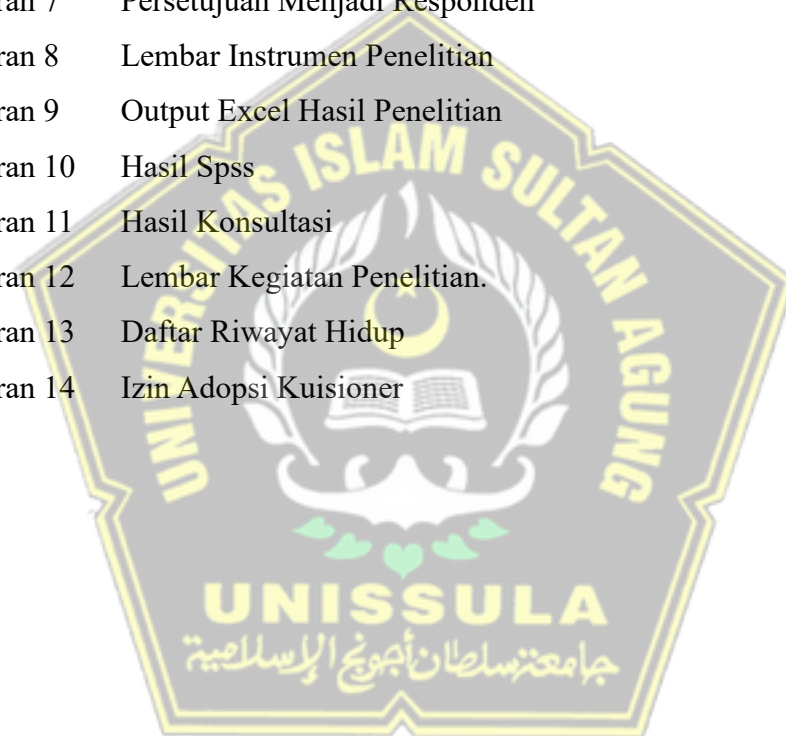 ran 7 Persetujuan Menjadi Responden
ran 8 Lembar Instrumen Penelitian
ran 9 Output Excel Hasil Penelitian
ran 10 Hasil Spss
ran 11 Hasil Konsultasi
ran 12 Lembar Kegiatan Penelitian.
ran 13 Daftar Riwayat Hidup
ran 14 Izin Adopsi Kuisioner
UNIVERSITAS ISLAM SULTAN AGUNG
UNISSULA
جامعة سلطان أجونج الإسلامية